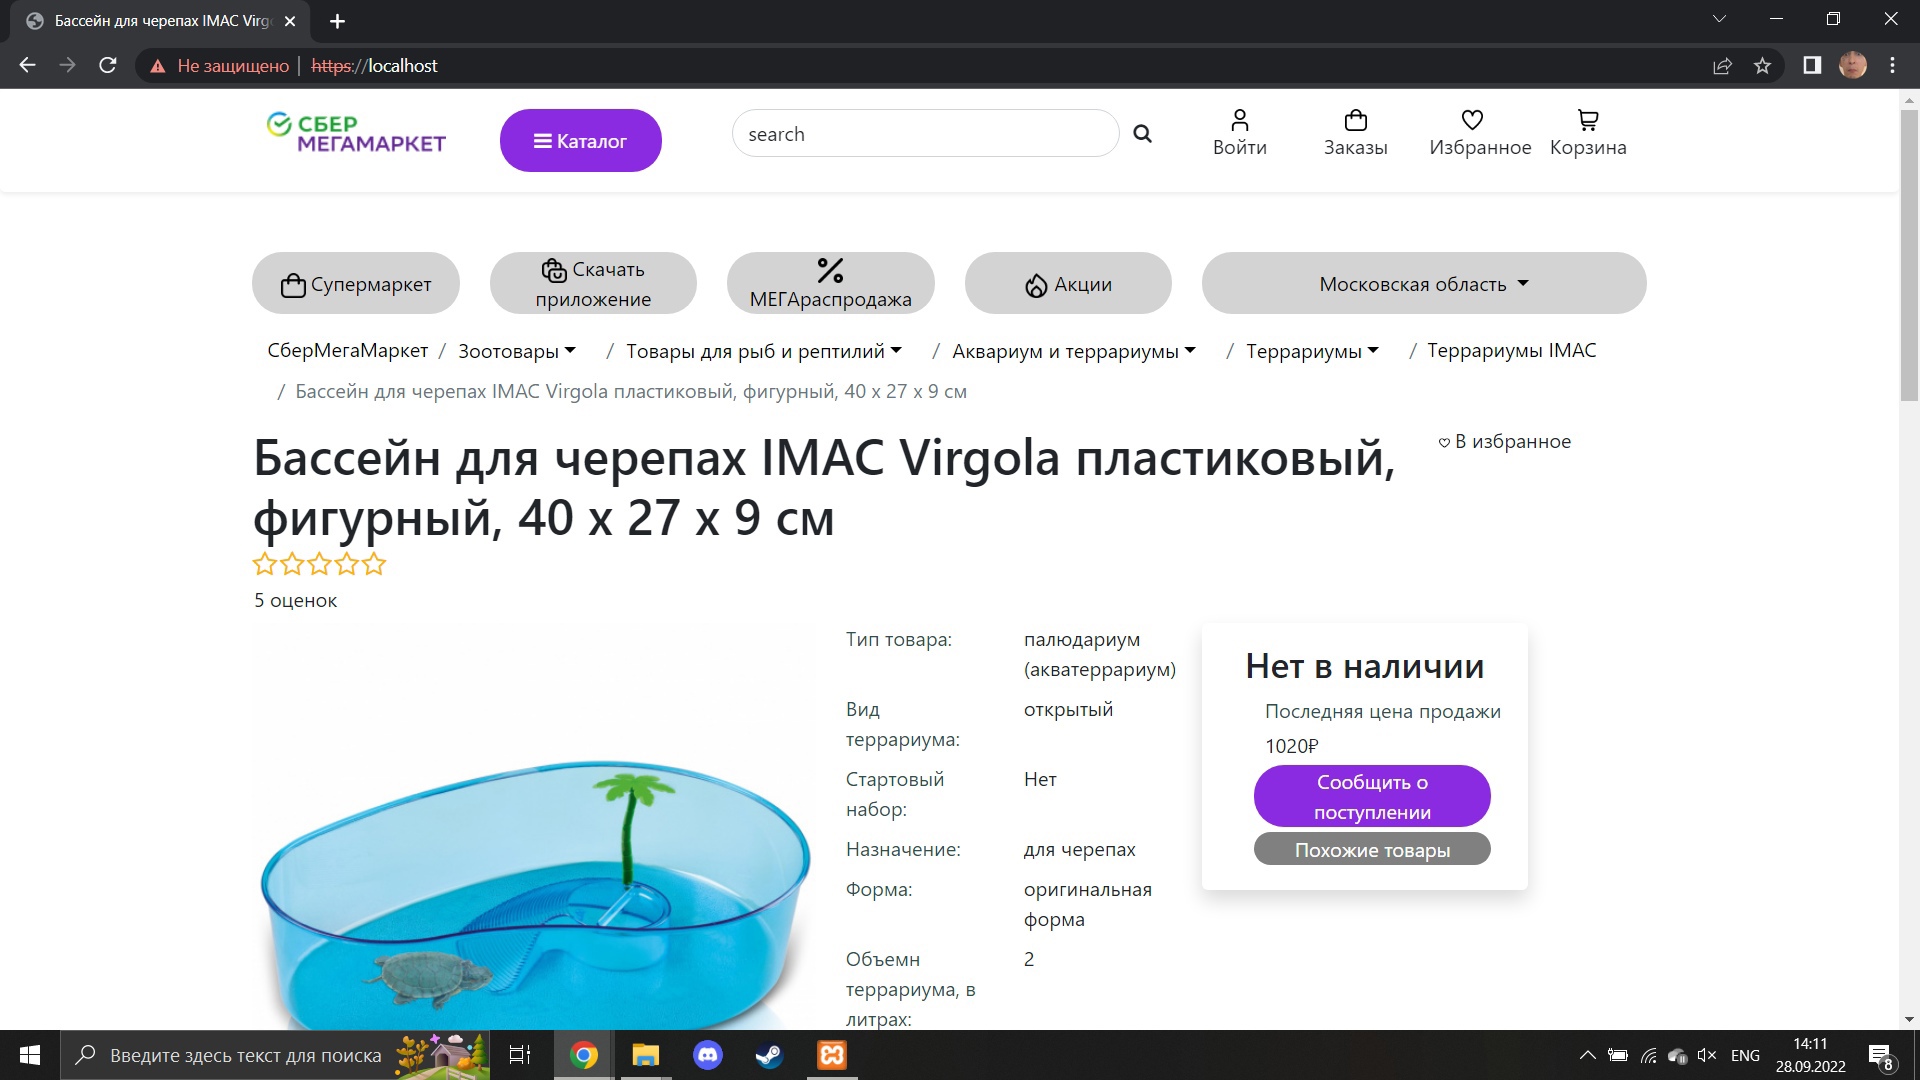 Бассейн для черепах IMAC Virg
Не защищено | https://localhost
СБЕР
МЕГАМАРКЕТ
Каталог
search
Войти
Заказы
Избранное
Корзина
Супермаркет
Скачать
приложение
МЕГАраспродажа
Акции
Московская область
СберМегаМаркет / Зоотовары / Товары для рыб и рептилий / Аквариум и террариумы / Террариумы / Террариумы IMAC
/ Бассейн для черепах IMAC Virgola пластиковый, фигурный, 40 x 27 x 9 см
Бассейн для черепах IMAC Virgola пластиковый,
фигурный, 40 x 27 x 9 см
В избранное
5 оценок
Тип товара:
палюдариум
(акватеррариум)
Вид
террариума:
открытый
Стартовый
набор:
Нет
Назначение:
для черепах
Форма:
оригинальная
форма
Объемн
террариума, в
литрах:
2
Нет в наличии
Последняя цена продажи
1020₽
Сообщить о
поступлении
Похожие товары
Введите здесь текст для поиска
ENG
14:11
28.09.2022
8